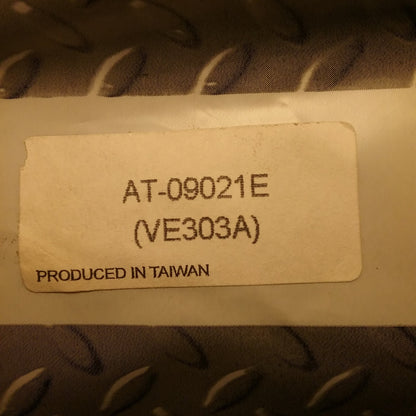 AT-09021E
(VE303A)
PRODUCED IN TAIWAN